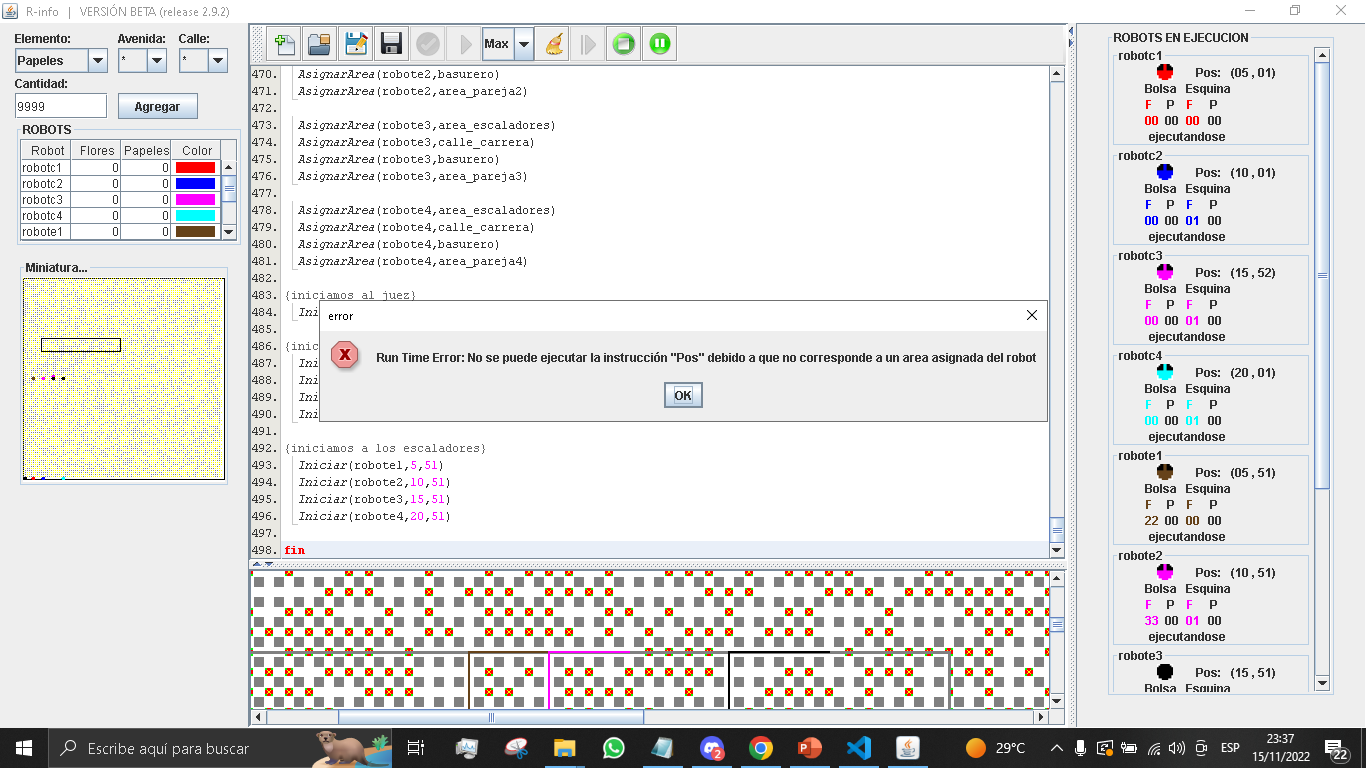 R-info | VERSIÓN BETA (release 2.9.2)
Elemento: Avenida: Calle:
Papeles * *
Cantidad:
9999 Agregar
ROBOTS
Robot Flores Papeles Color
robotc1 0 0
robotc2 0 0
robotc3 0 0
robotc4 0 0
robote1 0 0
Miniatura...
Max
470. AsignarArea(robote2,basurero)
471. AsignarArea(robote2,area_pareja2)
472.
473. AsignarArea(robote3,area_escaladores)
474. AsignarArea(robote3,calle_carrera)
475. AsignarArea(robote3,basurero)
476. AsignarArea(robote3,area_pareja3)
477.
478. AsignarArea(robote4,area_escaladores)
479. AsignarArea(robote4,calle_carrera)
480. AsignarArea(robote4,basurero)
481. AsignarArea(robote4,area_pareja4)
482.
483. {iniciamos al juez}
484. Ini
485.
486. {ini
487. Ini
488. Ini
489. Ini
490. Ini
491.
492. {iniciamos a los escaladores}
493. Iniciar(robote1,5,51)
494. Iniciar(robote2,10,51)
495. Iniciar(robote3,15,51)
496. Iniciar(robote4,20,51)
497.
498. fin
error
Run Time Error: No se puede ejecutar la instrucción "Pos" debido a que no corresponde a un area asignada del robot
OK
ROBOTS EN EJECUCION
robotc1
Pos: (05 ,01)
Bolsa Esquina
F P F P
00 00 00 00
ejecutandose
robotc2
Pos: (10 ,01)
Bolsa Esquina
F P F P
00 00 01 00
ejecutandose
robotc3
Pos: (15 ,52)
Bolsa Esquina
F P F P
00 00 01 00
ejecutandose
robotc4
Pos: (20 ,01)
Bolsa Esquina
F P F P
00 00 01 00
ejecutandose
robote1
Pos: (05 ,51)
Bolsa Esquina
F P F P
22 00 00 00
ejecutandose
robote2
Pos: (10 ,51)
Bolsa Esquina
F P F P
33 00 01 00
ejecutandose
robote3
Pos: (15 ,51)
Bolsa Esquina
Escribe aquí para buscar
2
29°C
ESP
23:37
15/11/2022
22